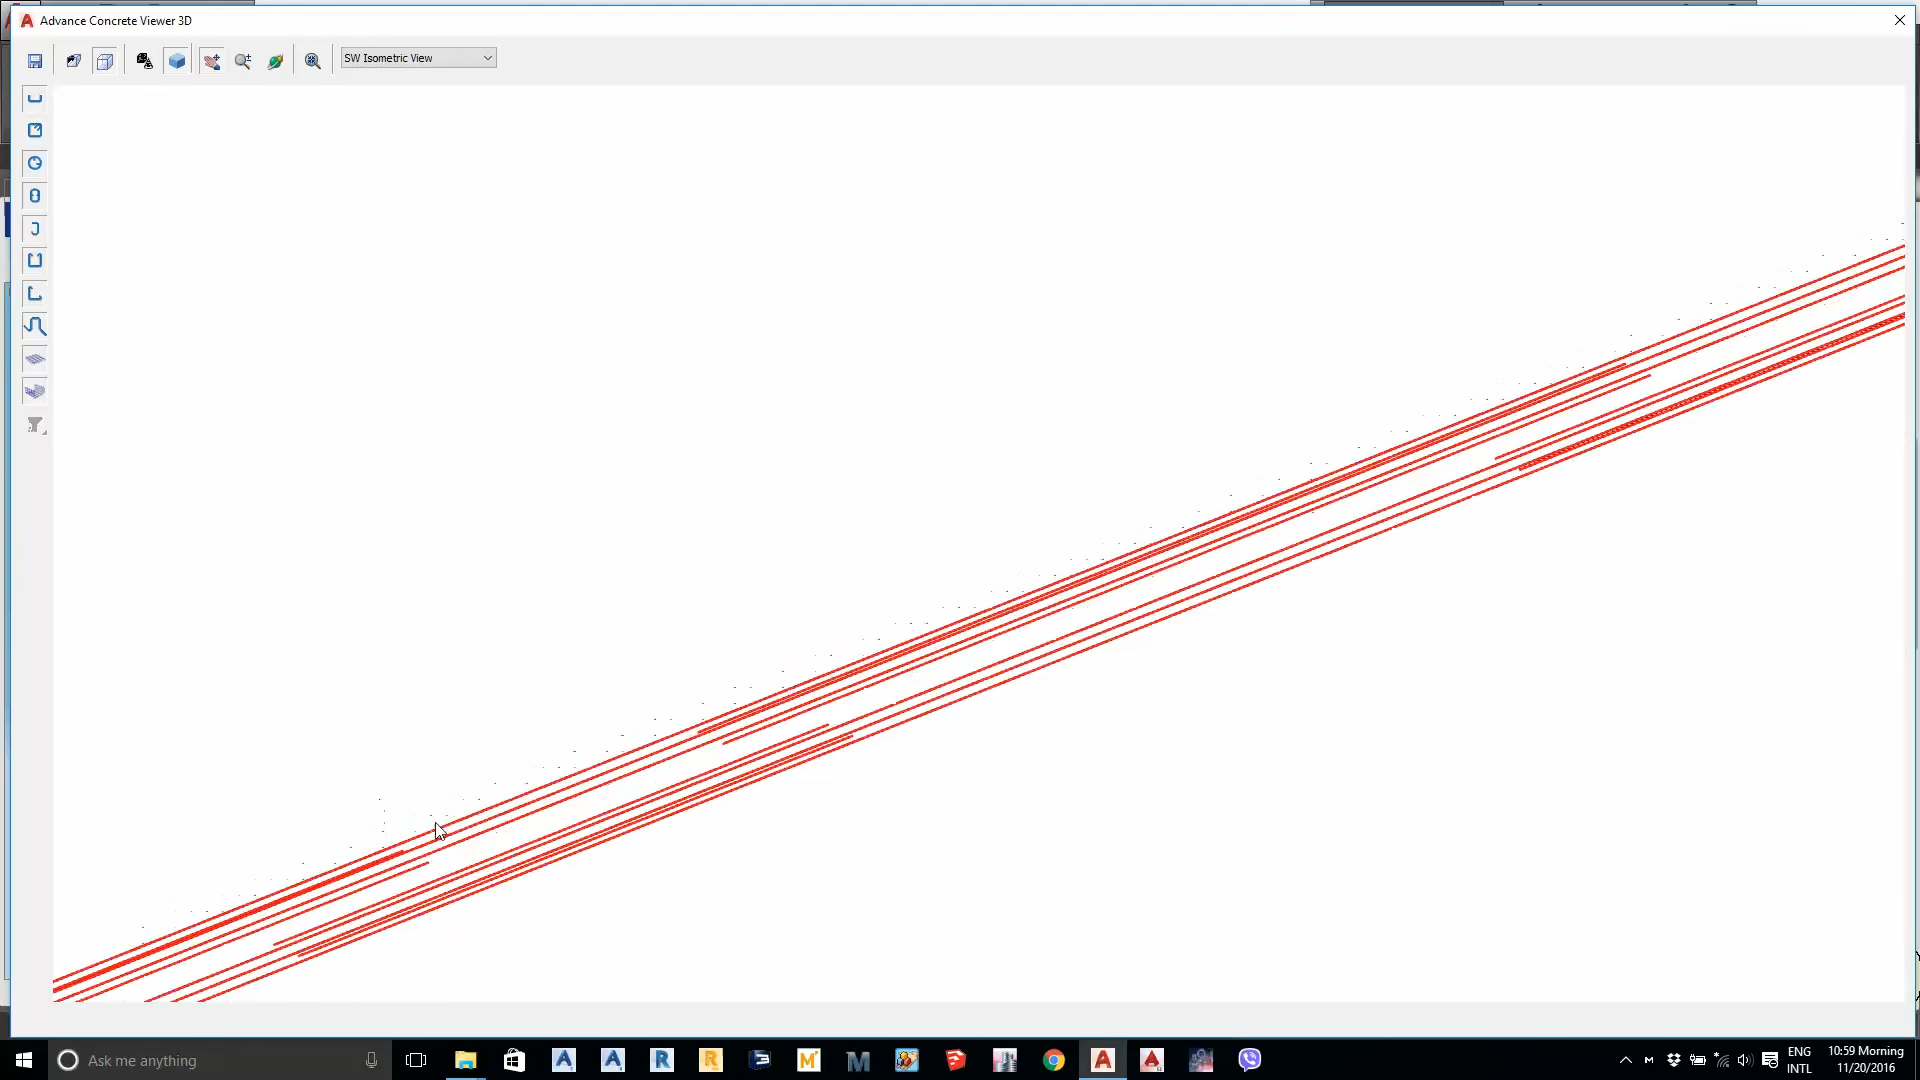 Advance Concrete Viewer 3D
SW Isometric View
Ask me anything
ENG
INTL
10:59 Morning
11/20/2016